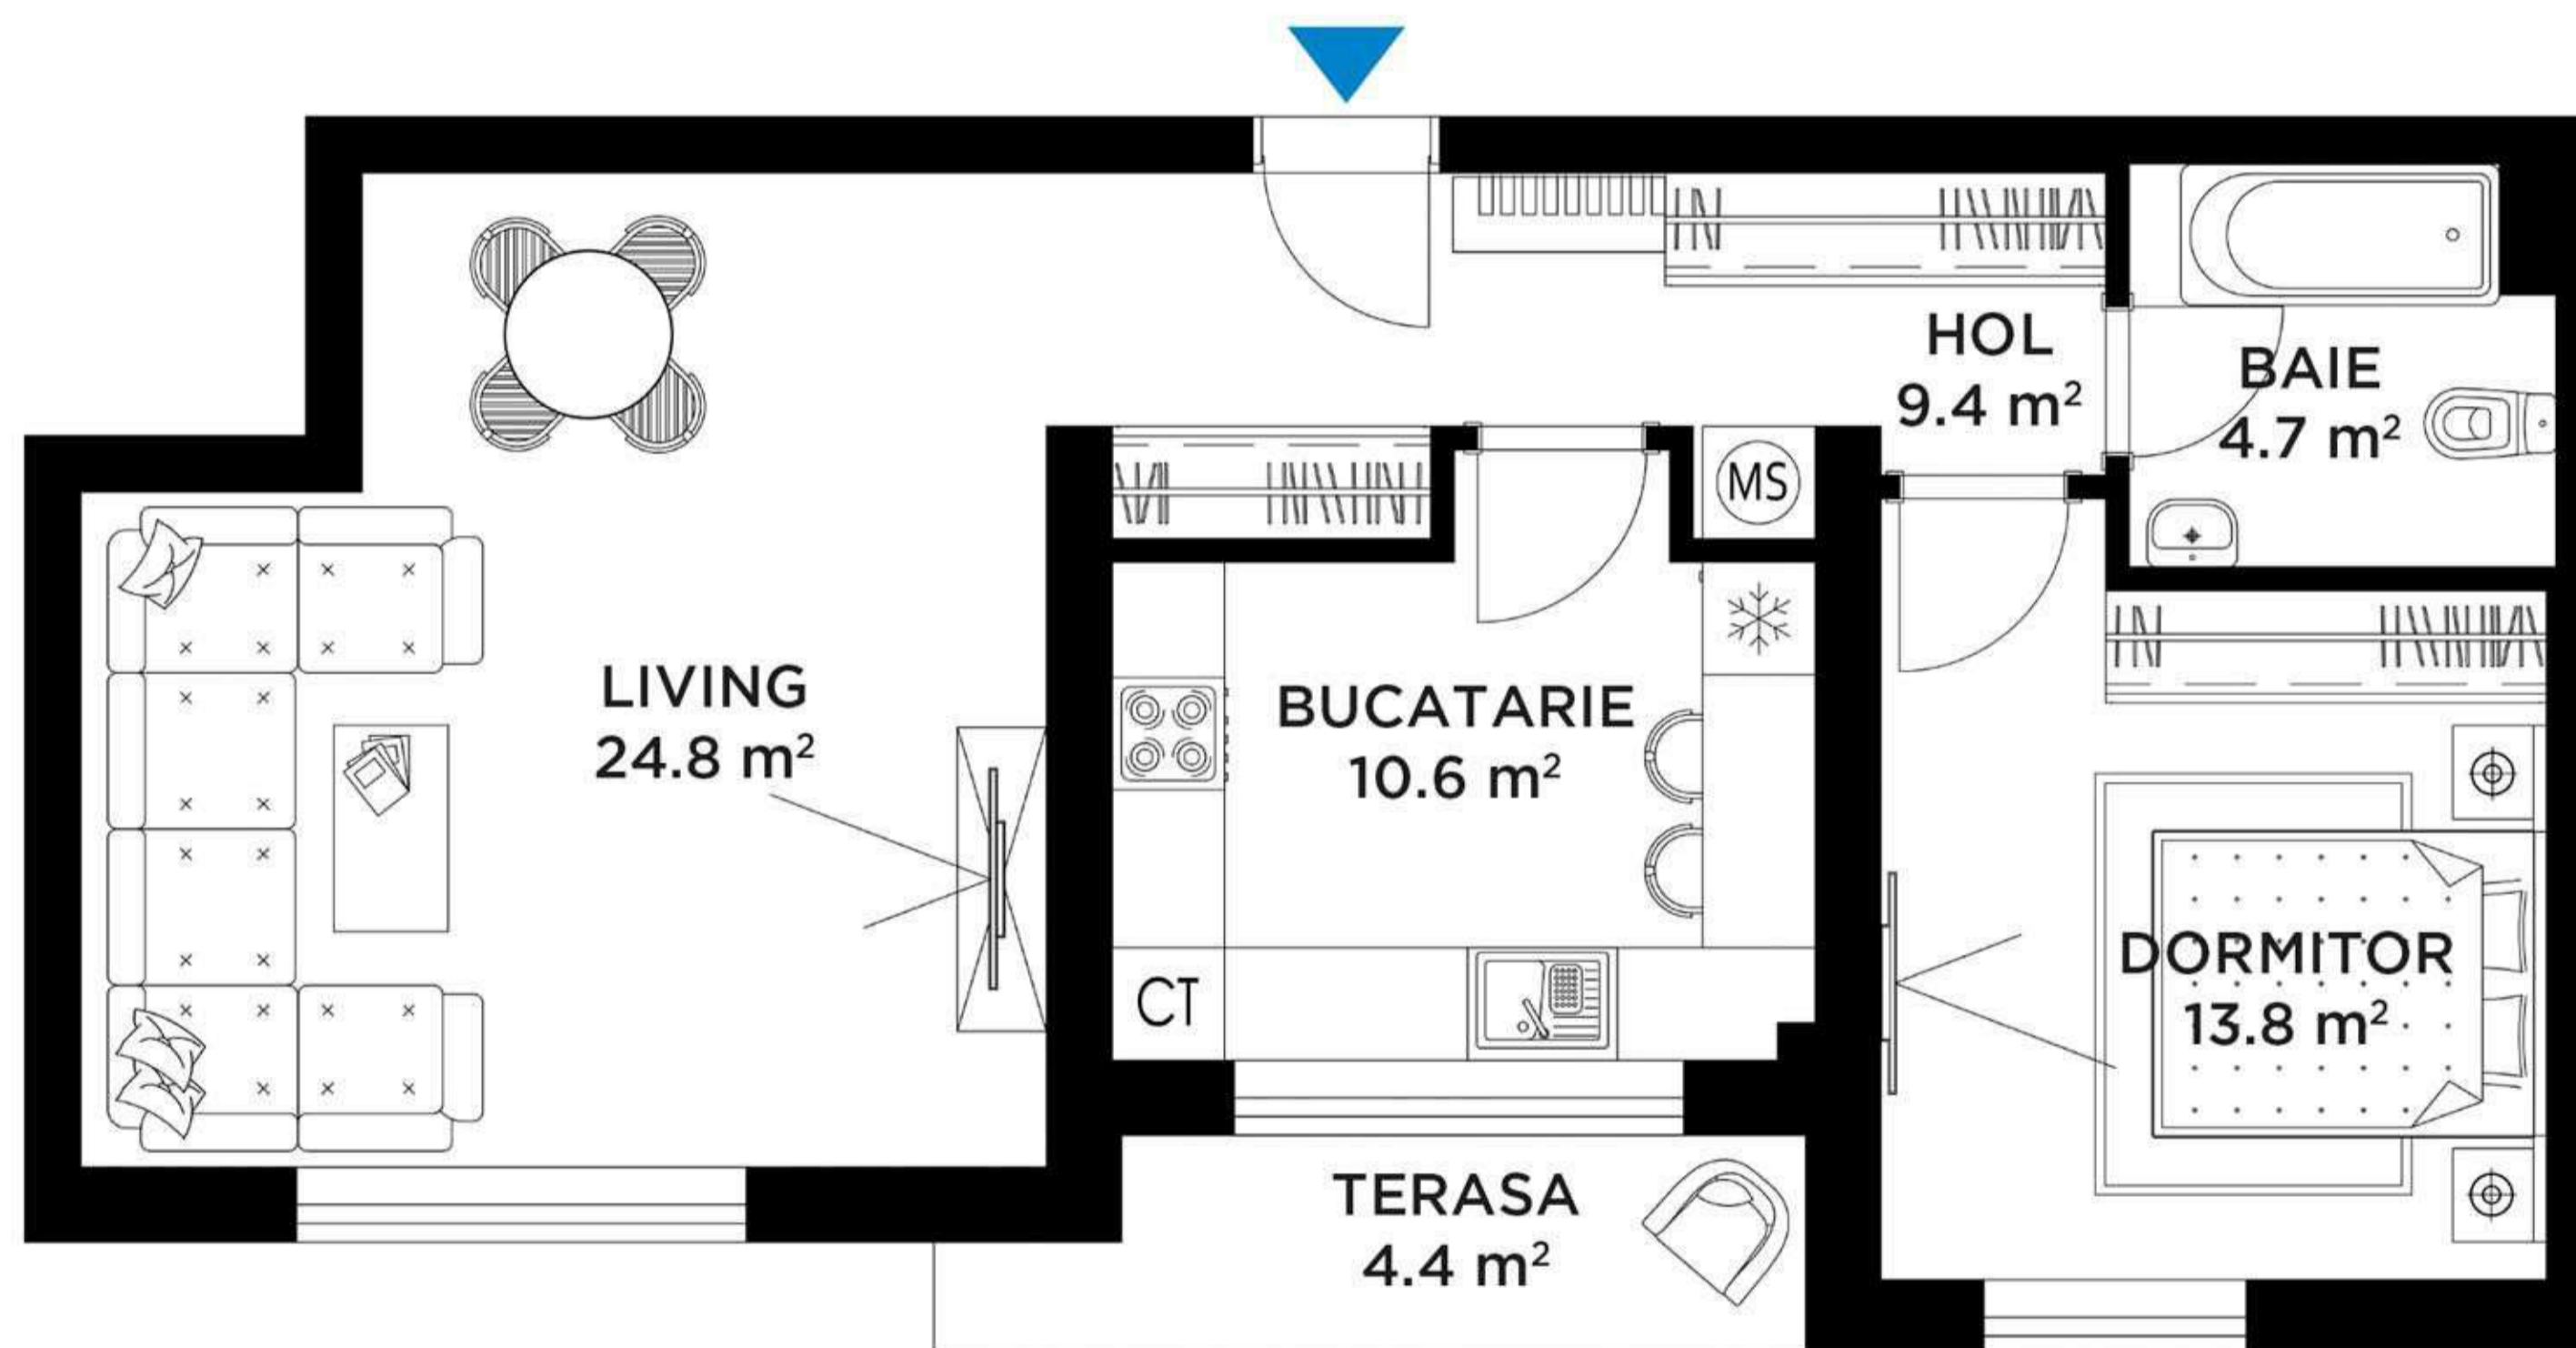 HOL
9.4 m²
BAIE
4.7 m²
MS
LIVING
24.8 m²
BUCATARIE
10.6 m²
CT
DORMITOR
13.8 m²
TERASA
4.4 m²